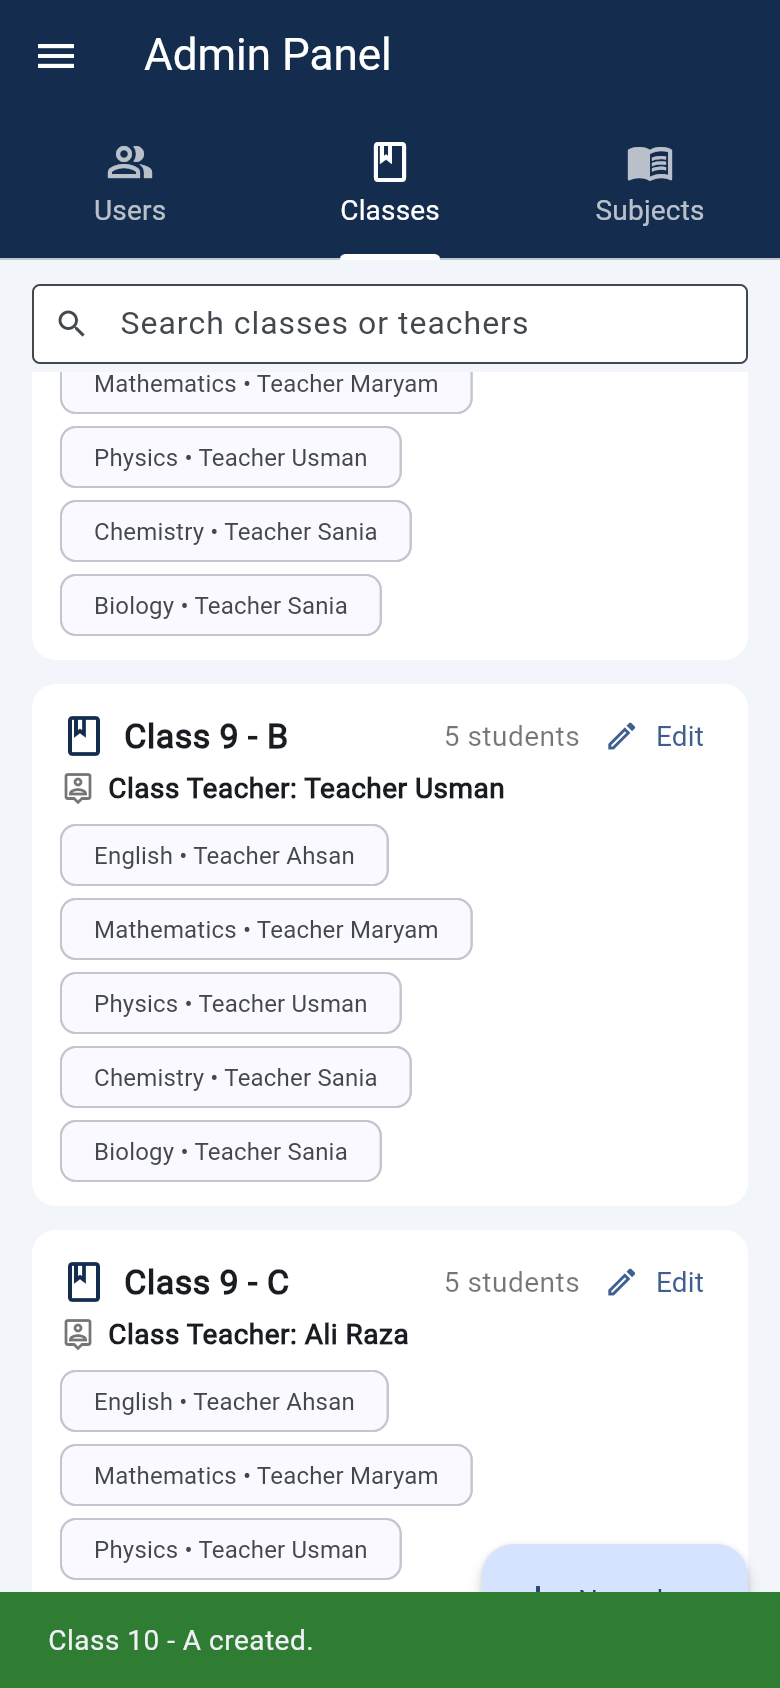 Admin Panel
Users
Classes
Subjects
Search classes or teachers
Mathematics • Teacher Maryam
Physics • Teacher Usman
Chemistry • Teacher Sania
Biology • Teacher Sania
Class 9 - B
5 students
Edit
Class Teacher: Teacher Usman
English • Teacher Ahsan
Mathematics • Teacher Maryam
Physics • Teacher Usman
Chemistry • Teacher Sania
Biology • Teacher Sania
Class 9 - C
5 students
Edit
Class Teacher: Ali Raza
English • Teacher Ahsan
Mathematics • Teacher Maryam
Physics • Teacher Usman
Class 10 - A created.